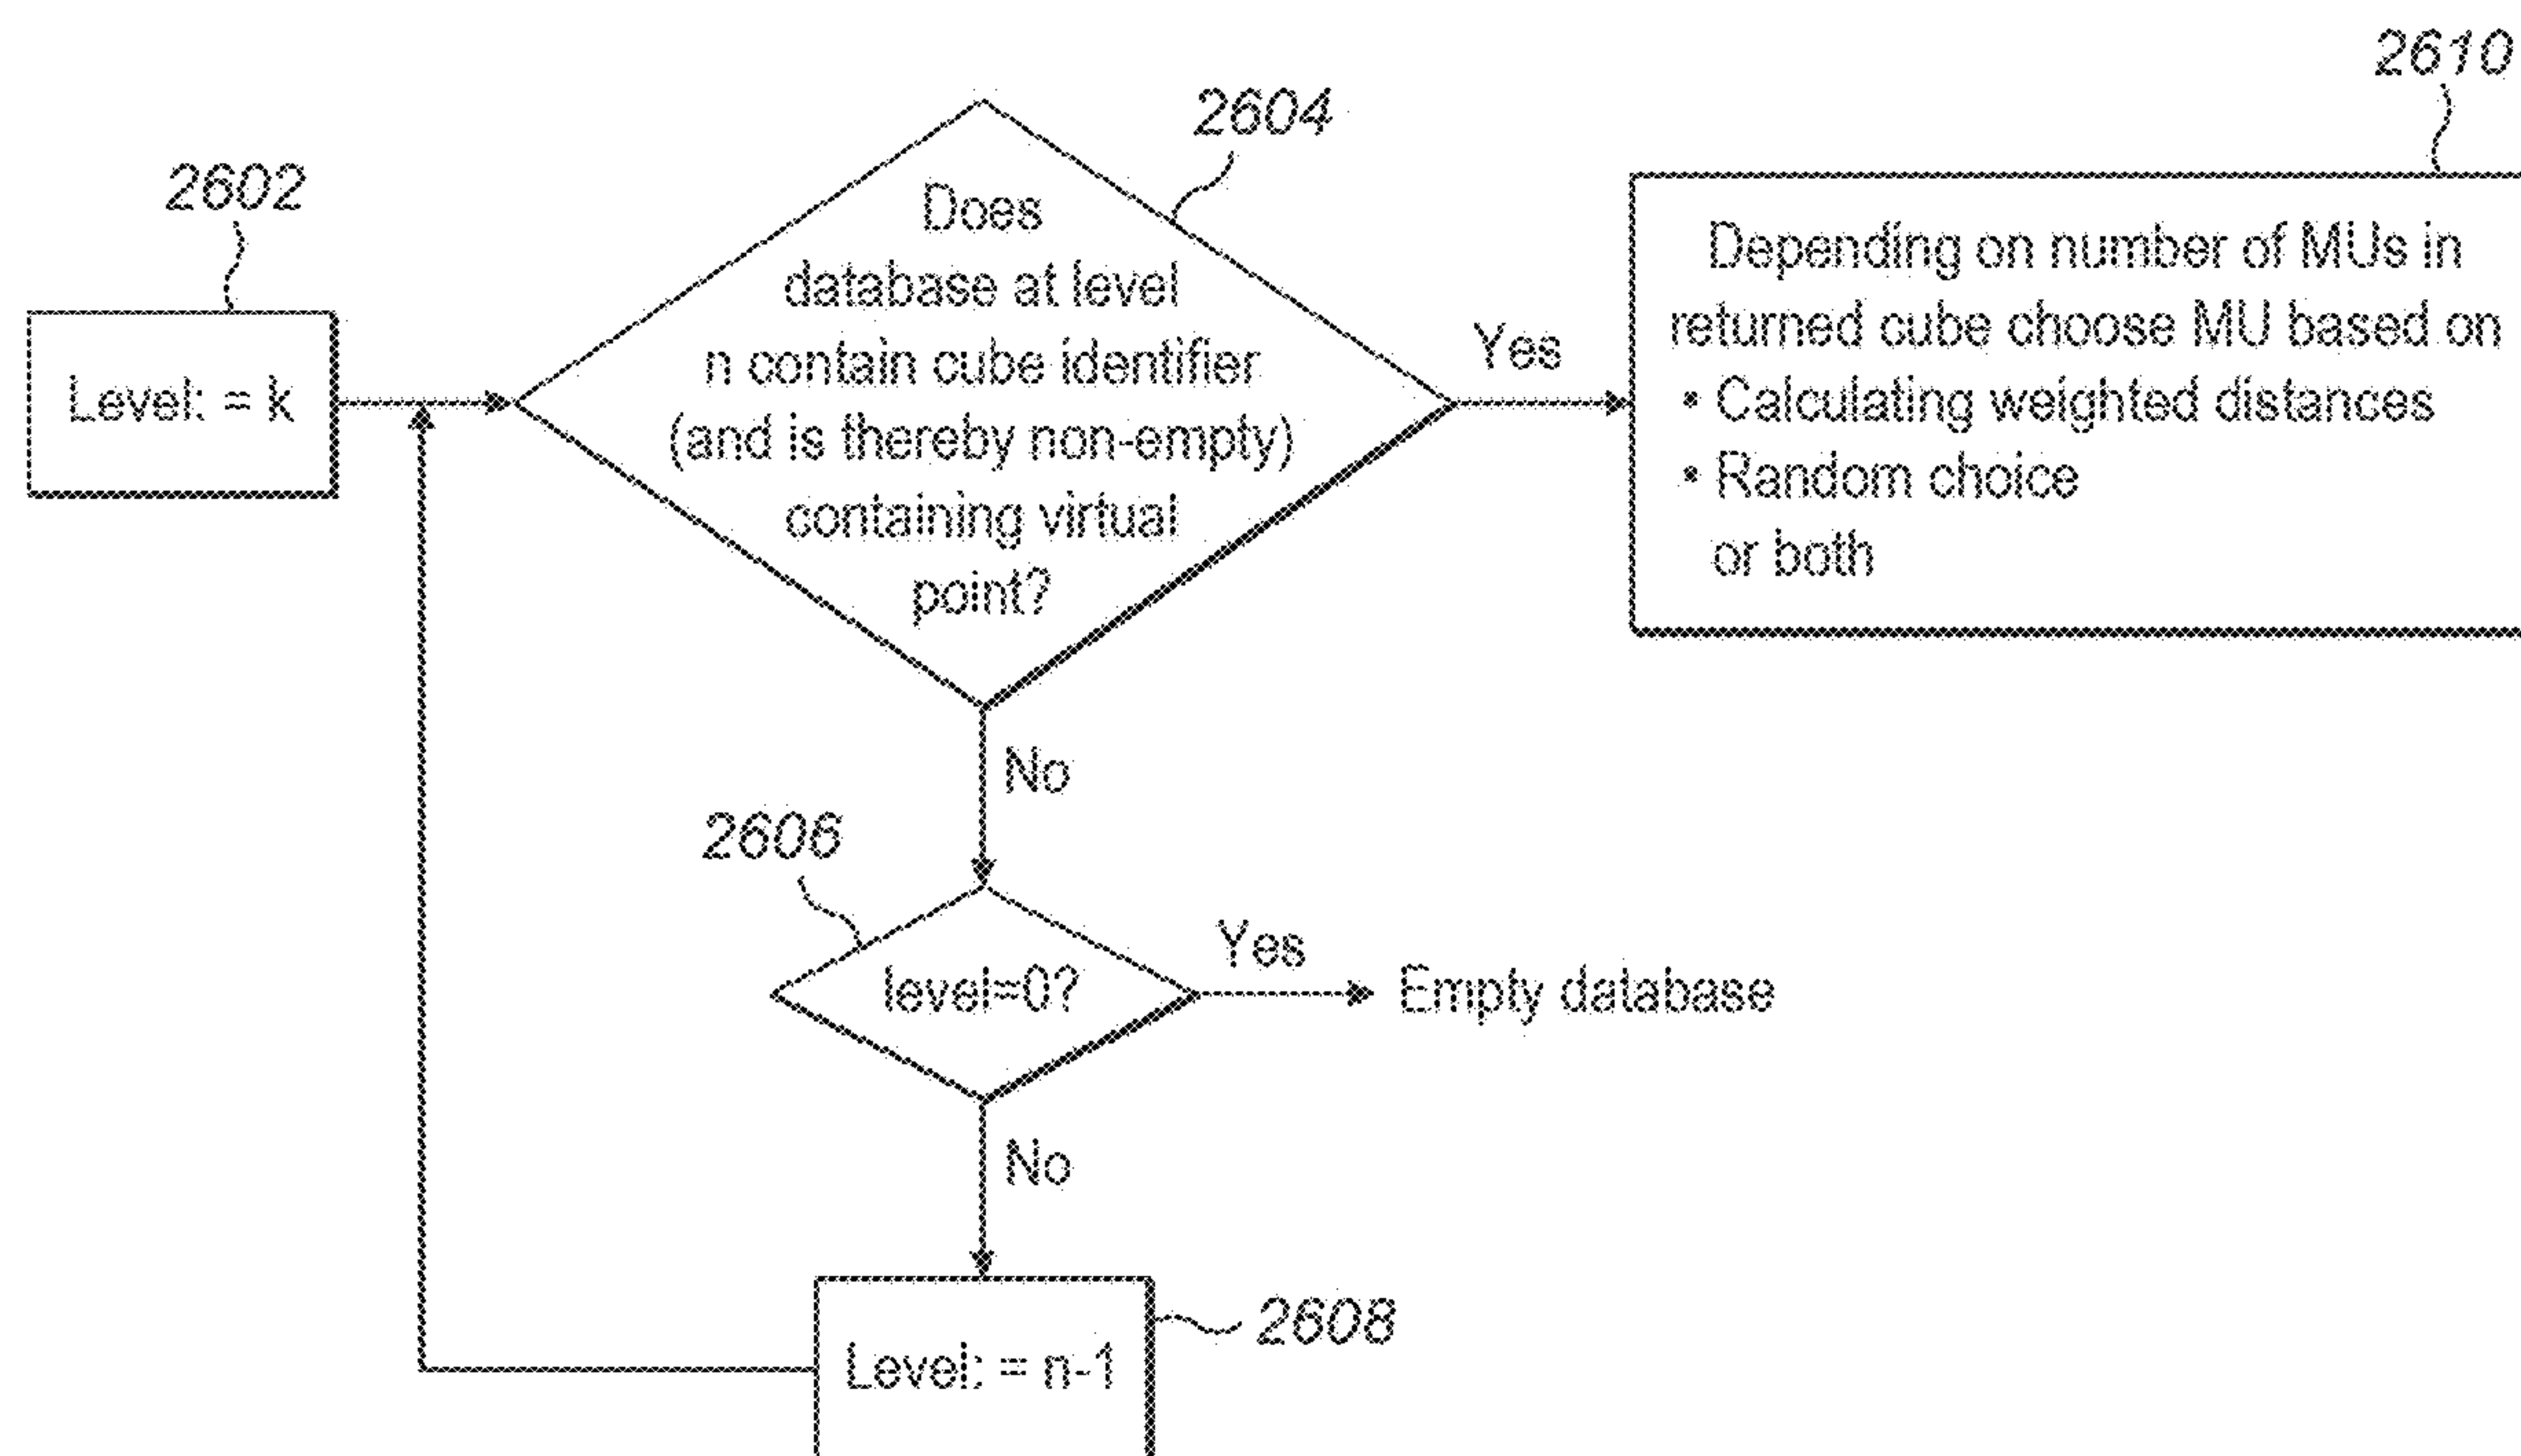 2610
2604
2602
Does
database at level
n contain cube identifier
(and is thereby non-empty)
containing virtual
point?
Level: = k
Yes
Depending on number of MUs in
returned cube choose MU based on
• Calculating weighted distances
• Random choice
or both
No
2606
level=0?
Yes
Empty database
No
2608
Level: = n-1